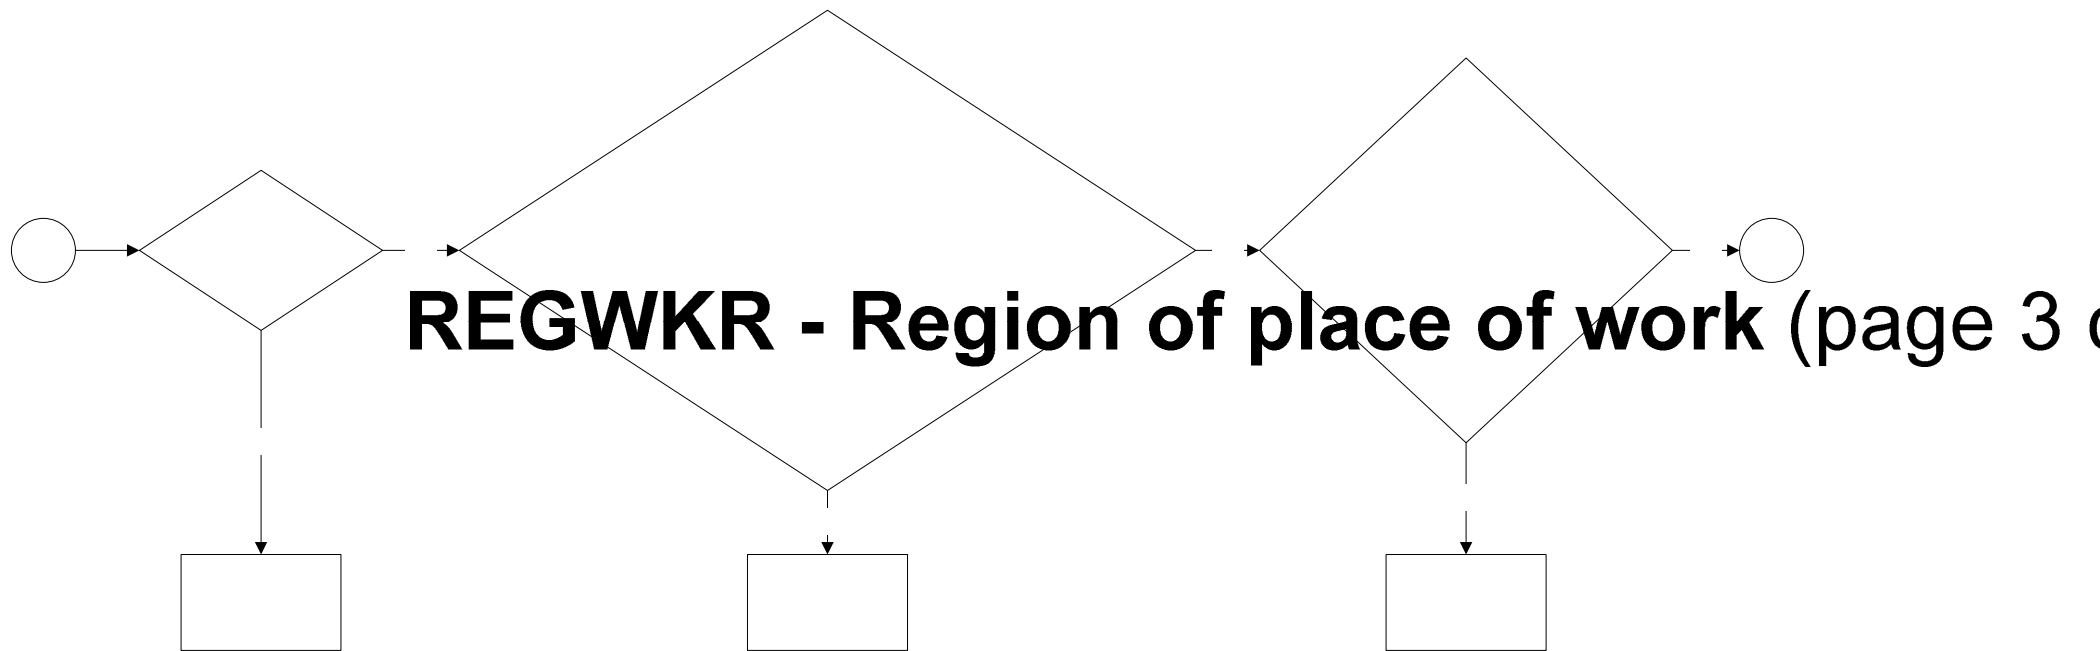 REGWKR - Region of place of work (page 3